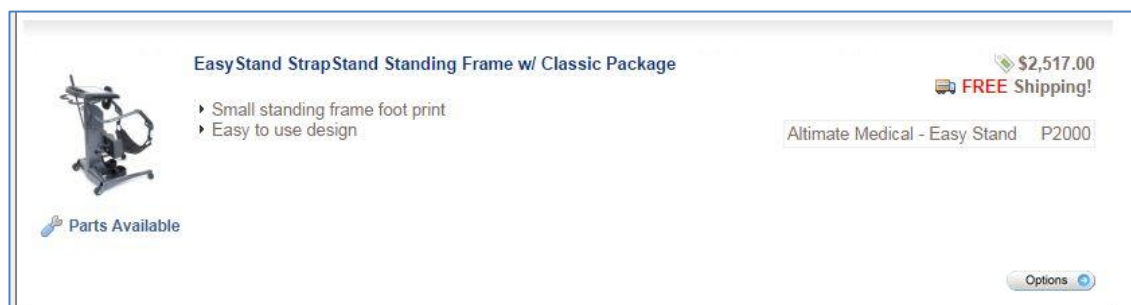 EasyStand StrapStand Standing Frame w/ Classic Package
$2,517.00
FREE Shipping!
Small standing frame foot print
Easy to use design
Altimate Medical - Easy Stand P2000
Parts Available
Options